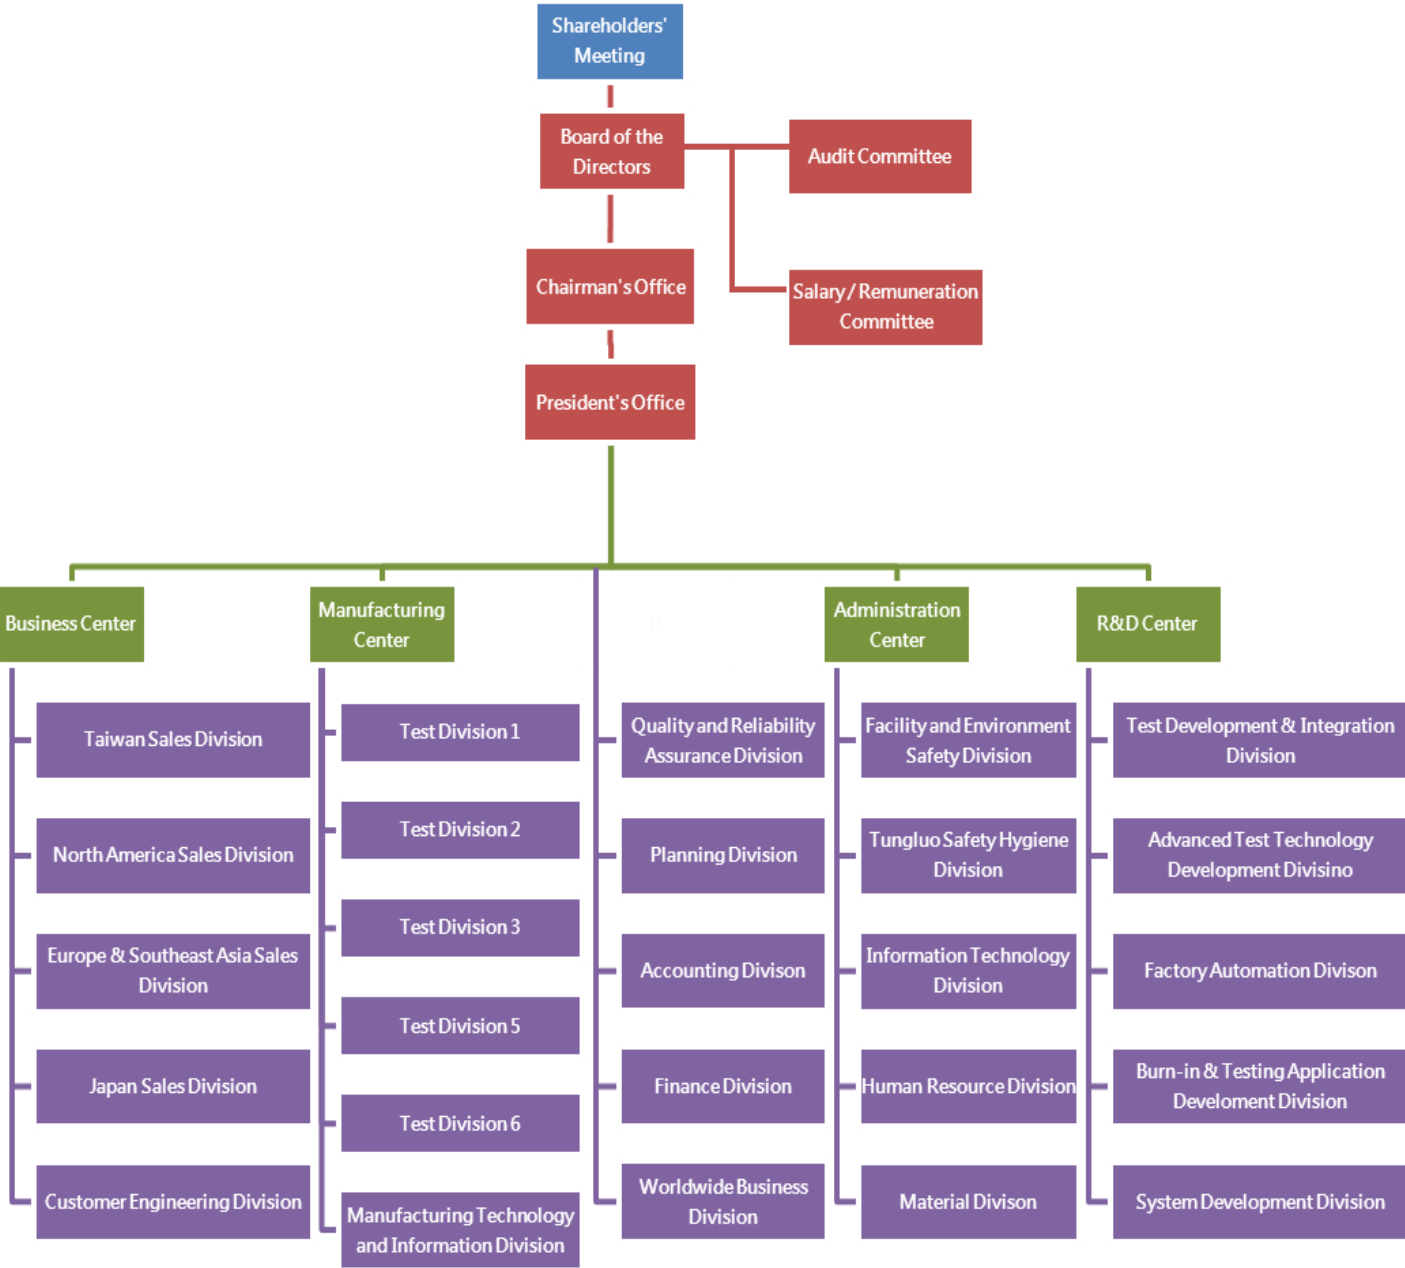 Shareholders'
Meeting
Board of the
Directors
Audit Committee
Chairman's Office
Salary / Remuneration
Committee
President's Office
Business Center
Manufacturing
Center
Administration
Center
R&D Center
Taiwan Sales Division
North America Sales Division
Europe & Southeast Asia Sales
Division
Japan Sales Division
Customer Engineering Division
Test Division 1
Test Division 2
Test Division 3
Test Division 5
Test Division 6
Manufacturing Technology
and Information Division
Quality and Reliability
Assurance Division
Planning Division
Accounting Divison
Finance Division
Worldwide Business
Division
Facility and Environment
Safety Division
Tungluo Safety Hygiene
Division
Information Technology
Division
Human Resource Division
Material Divison
Test Development & Integration
Division
Advanced Test Technology
Development Divisino
Factory Automation Divison
Burn-in & Testing Application
Develoment Division
System Development Division